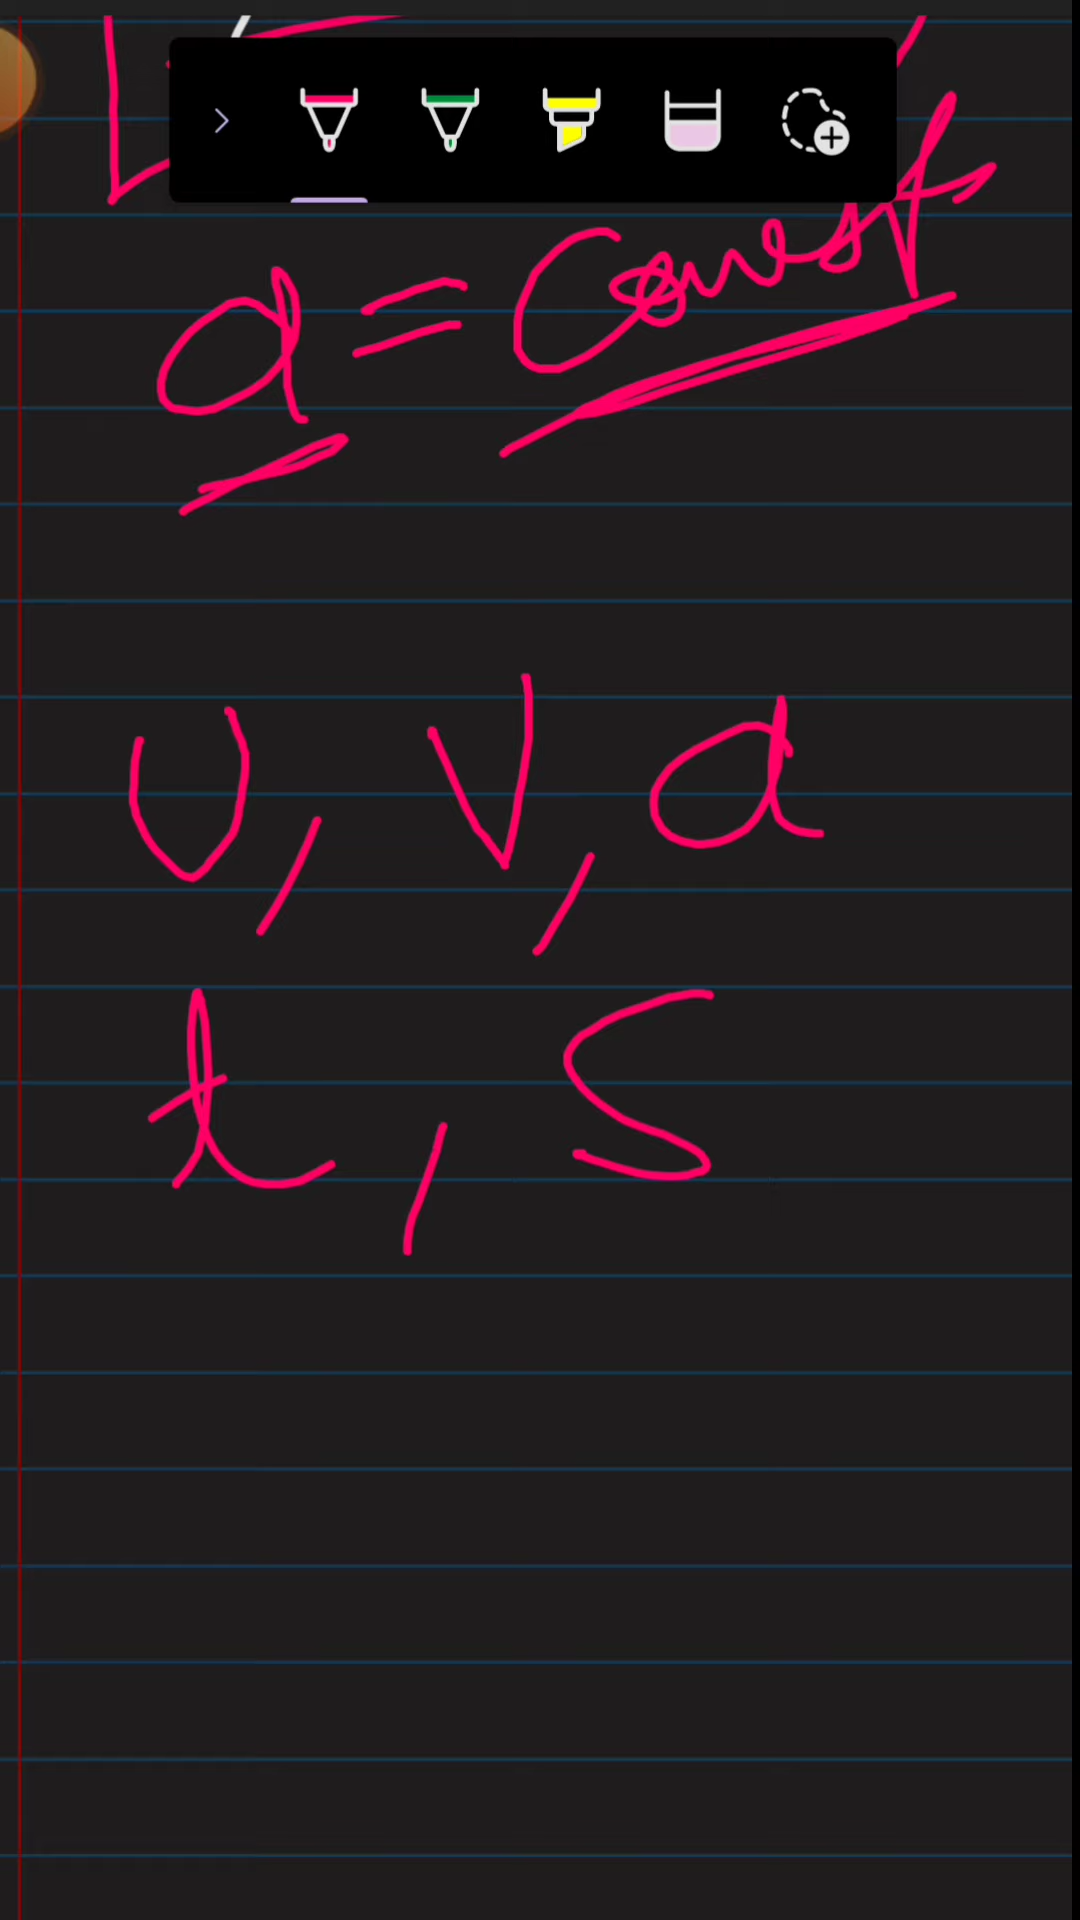 a = Const
U, V, a
t, S